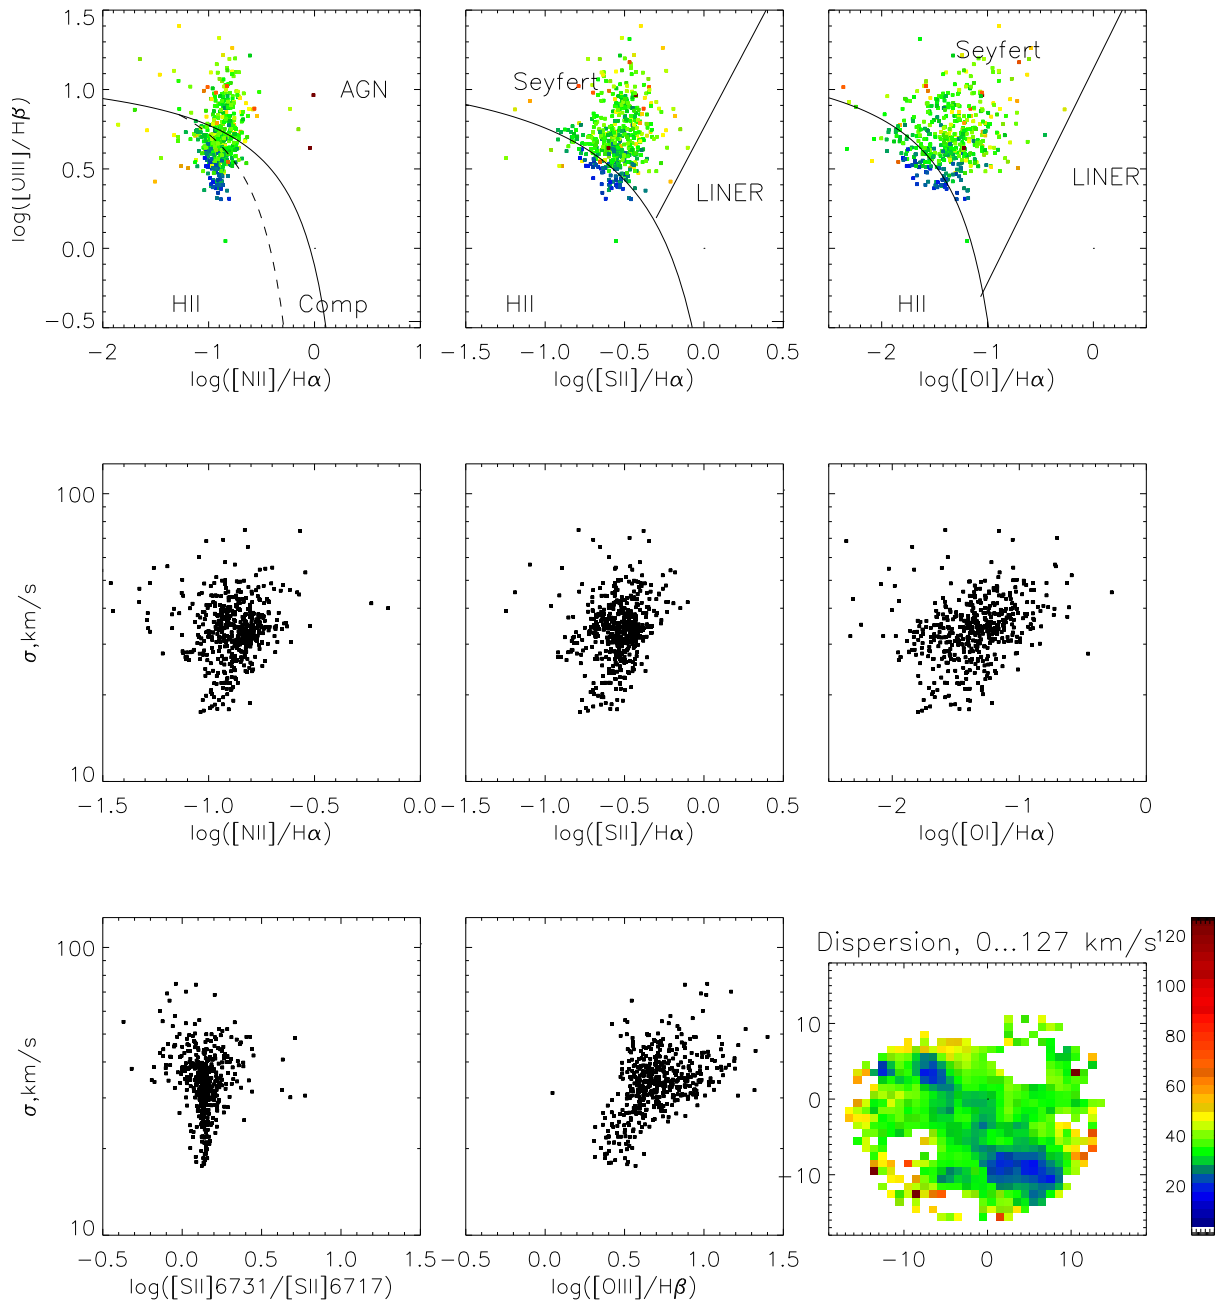 1.5
1.0
0.5
0.0
−0.5
log([OIII]/Hβ)
AGN
HII
Comp
−2 −1 0 1
log([NII]/Hα)
Seyfert
LINER
HII
−1.5 −1.0 −0.5 0.0 0.5
log([SII]/Hα)
Seyfert
LINER
HII
−2 −1 0
log([OI]/Hα)
100
10
σ,km/s
−1.5 −1.0 −0.5 0.0
log([NII]/Hα)
−1.5 −1.0 −0.5 0.0 0.5
log([SII]/Hα)
−2 −1 0
log([OI]/Hα)
100
10
σ,km/s
−0.5 0.0 0.5 1.0 1.5
log([SII]6731/[SII]6717)
−0.5 0.0 0.5 1.0 1.5
log([OIII]/Hβ)
Dispersion, 0...127 km/s
10
0
−10
−10 0 10
120
100
80
60
40
20